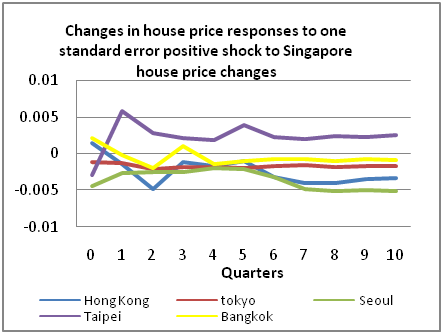 Changes in house price responses to one
standard error positive shock to Singapore
house price changes
0.01
0.005
0
-0.005
-0.01
0 1 2 3 4 5 6 7 8 9 10
Quarters
HongKong tokyo Seoul
Taipei Bangkok